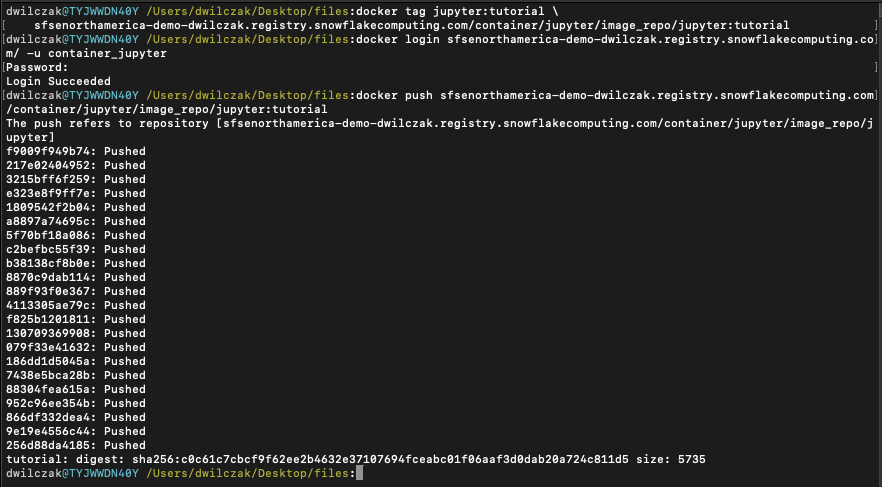 dwilczak@TYJWWDN40Y /Users/dwilczak/Desktop/files:docker tag jupyter:tutorial \
[    sfsenorthamerica-demo-dwilczak.registry.snowflakecomputing.com/container/jupyter/image_repo/jupyter:tutorial ]
[dwilczak@TYJWWDN40Y /Users/dwilczak/Desktop/files:docker login sfsenorthamerica-demo-dwilczak.registry.snowflakecomputing.co]
m/ -u container_jupyter
[Password: ]
Login Succeeded
[dwilczak@TYJWWDN40Y /Users/dwilczak/Desktop/files:docker push sfsenorthamerica-demo-dwilczak.registry.snowflakecomputing.com]
/container/jupyter/image_repo/jupyter:tutorial
The push refers to repository [sfsenorthamerica-demo-dwilczak.registry.snowflakecomputing.com/container/jupyter/image_repo/j
upyter]
f9009f949b74: Pushed
217e02404952: Pushed
3215bff6f259: Pushed
e323e8f9ff7e: Pushed
1809542f2b04: Pushed
a8897a74695c: Pushed
5f70bf18a086: Pushed
c2befbc55f39: Pushed
b38138cf8b0e: Pushed
8870c9dab114: Pushed
889f93f0e367: Pushed
4113305ae79c: Pushed
f825b1201811: Pushed
130709369908: Pushed
079f33e41632: Pushed
186dd1d5045a: Pushed
7438e5bca28b: Pushed
88304fea615a: Pushed
952c96ee354b: Pushed
866df332dea4: Pushed
9e19e4556c44: Pushed
256d88da4185: Pushed
tutorial: digest: sha256:c0c61c7cbcf9f62ee2b4632e37107694fceabc01f06aaf3d0dab20a724c811d5 size: 5735
dwilczak@TYJWWDN40Y /Users/dwilczak/Desktop/files: